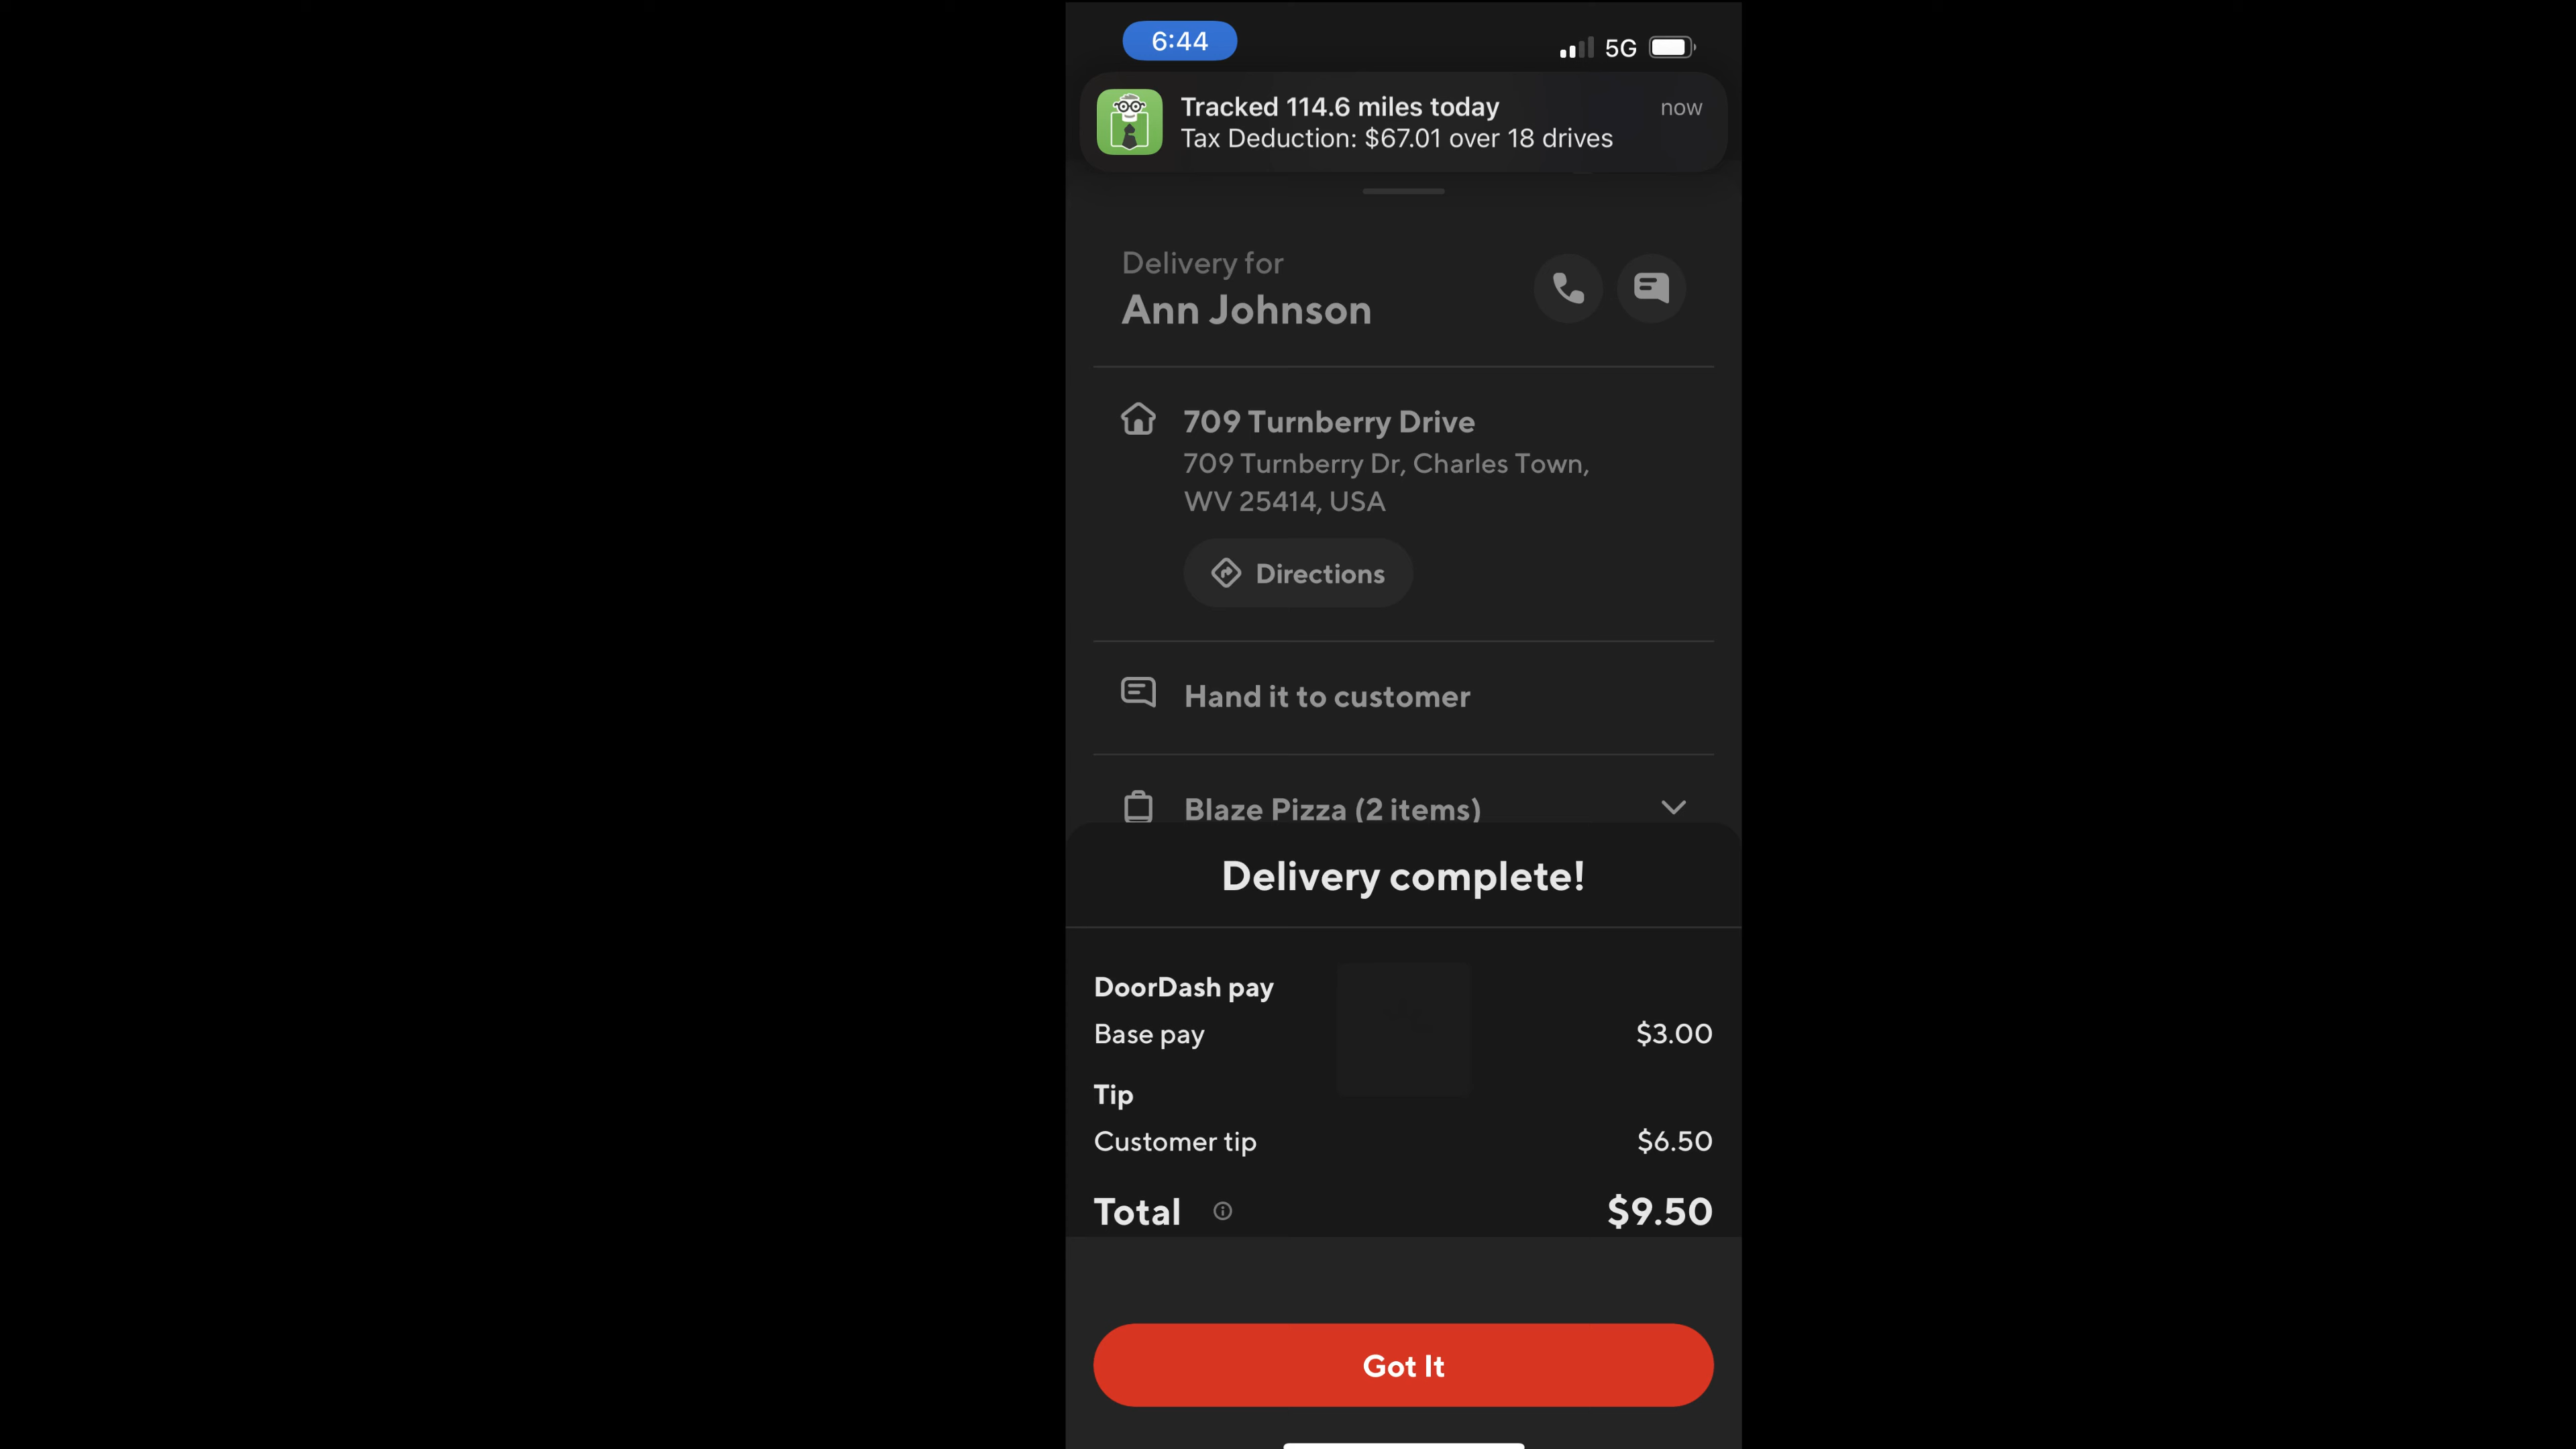 6:44
5G
Tracked 114.6 miles today
now
Tax Deduction: $67.01 over 18 drives
Delivery for
Ann Johnson
709 Turnberry Drive
709 Turnberry Dr, Charles Town,
WV 25414, USA
Directions
Hand it to customer
Blaze Pizza (2 items)
Delivery complete!
DoorDash pay
Base pay $3.00
Tip
Customer tip $6.50
Total $9.50
Got It